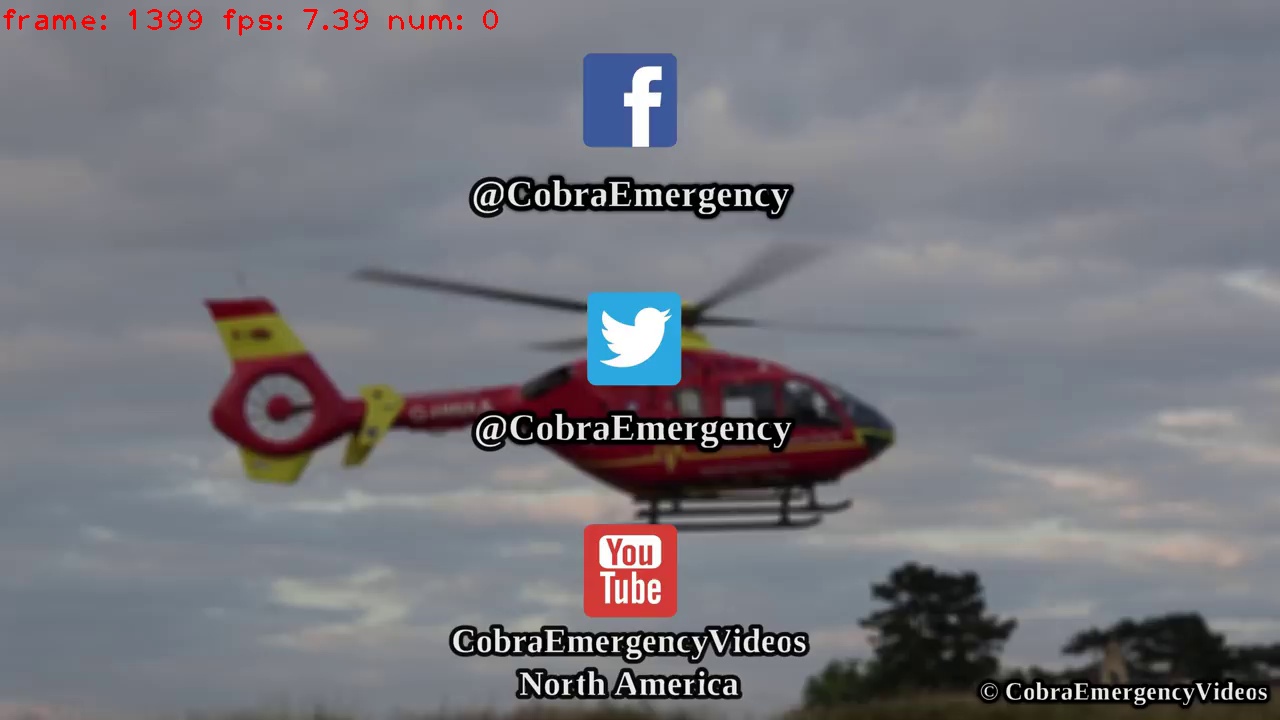 frame: 1399 fps: 7.39 num: 0
f
@CobraEmergency
@CobraEmergency
You
Tube
CobraEmergencyVideos
North America
© CobraEmergencyVideos